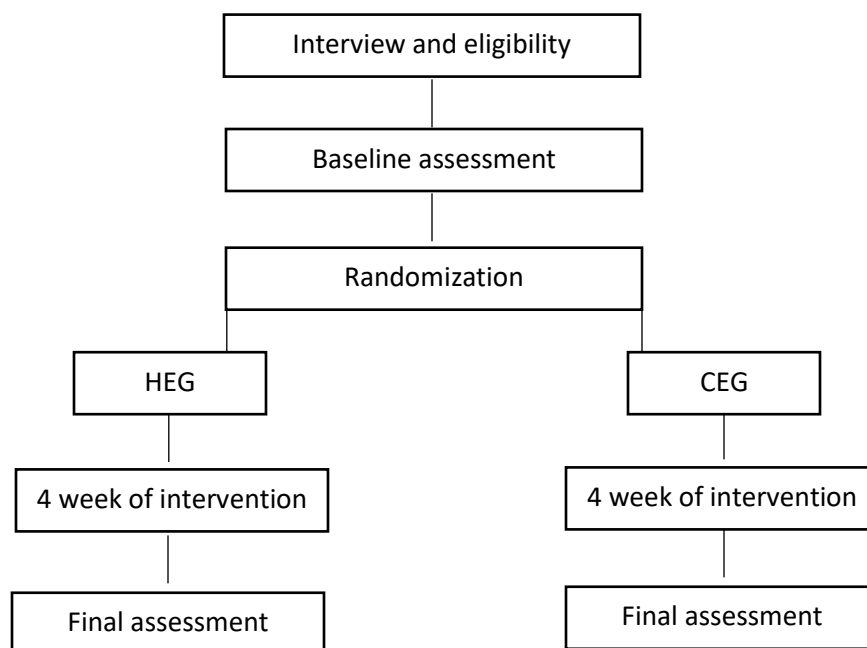 Interview and eligibility
Baseline assessment
Randomization
HEG
CEG
4 week of intervention
4 week of intervention
Final assessment
Final assessment